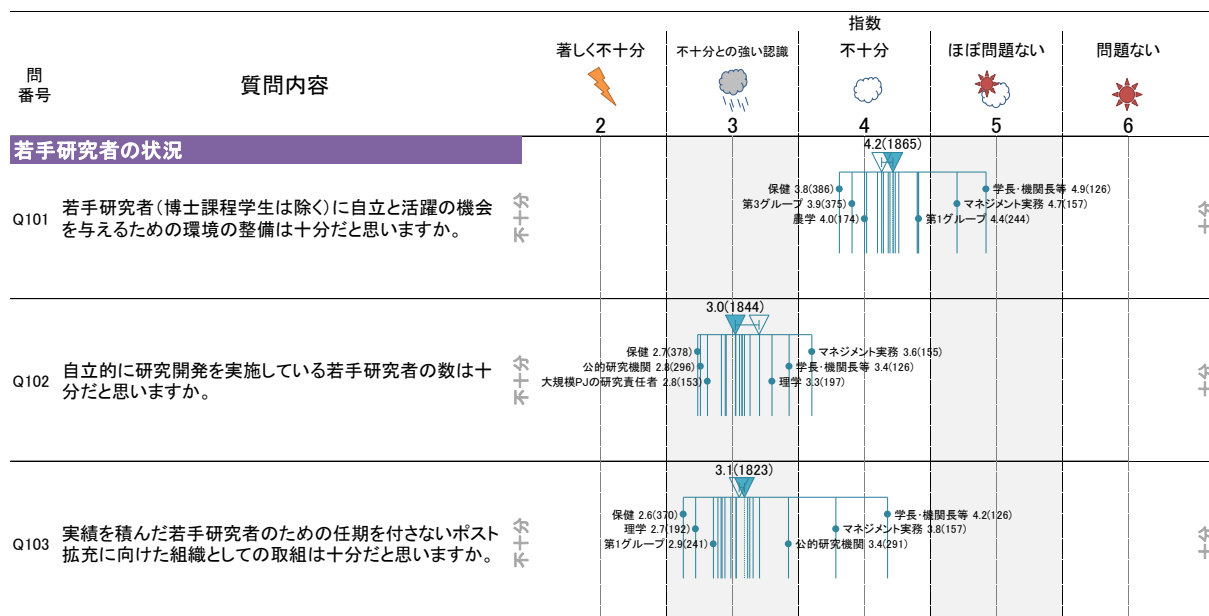 指数
著しく不十分
不十分との強い認識
不十分
ほぼ問題ない
問題ない
問番号
質問内容
2
3
4
5
6
若手研究者の状況
4.2(1865)
Q101
若手研究者(博士課程学生は除く)に自立と活躍の機会
を与えるための環境の整備は十分だと思いますか。
不十分
保健 3.8(386)
第3グループ 3.9(375)
農学 4.0(174)
学長・機関長等 4.9(126)
マネジメント実務 4.7(157)
第1グループ 4.4(244)
十分
3.0(1844)
Q102
自立的に研究開発を実施している若手研究者の数は十
分だと思いますか。
不十分
保健 2.7(378)
公的研究機関 2.8(296)
大規模PJの研究責任者 2.8(153)
マネジメント実務 3.6(155)
学長・機関長等 3.4(126)
理学 3.3(197)
十分
3.1(1823)
Q103
実績を積んだ若手研究者のための任期を付さないポスト
拡充に向けた組織としての取組は十分だと思いますか。
不十分
保健 2.6(370)
理学 2.7(192)
第1グループ 2.9(241)
学長・機関長等 4.2(126)
マネジメント実務 3.8(157)
公的研究機関 3.4(291)
十分